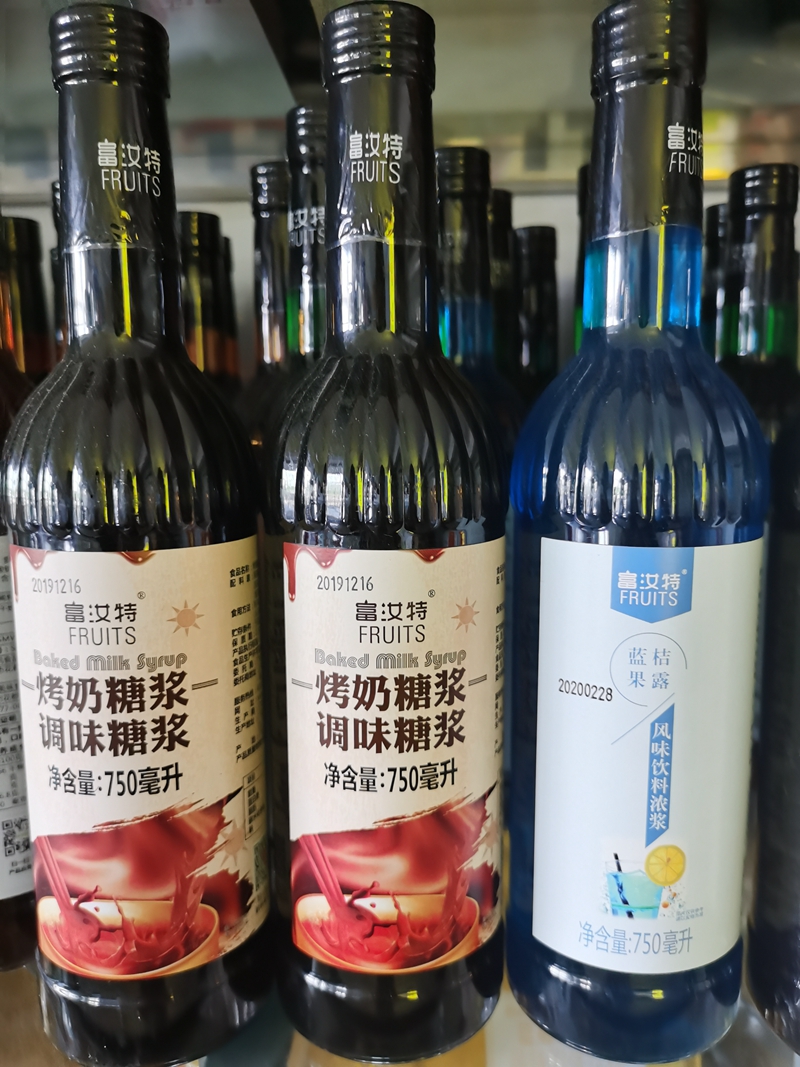 富汝特
FRUITS
20191216
富汝特®
FRUITS
Baked Milk Syrup
烤奶糖浆
调味糖浆
净含量:750毫升
富汝特
FRUITS
20191216
富汝特®
FRUITS
Baked Milk Syrup
烤奶糖浆
调味糖浆
净含量:750毫升
富汝特
FRUITS
富汝特®
FRUITS
蓝桔
果露
20200228
风味饮料浓浆
净含量:750毫升